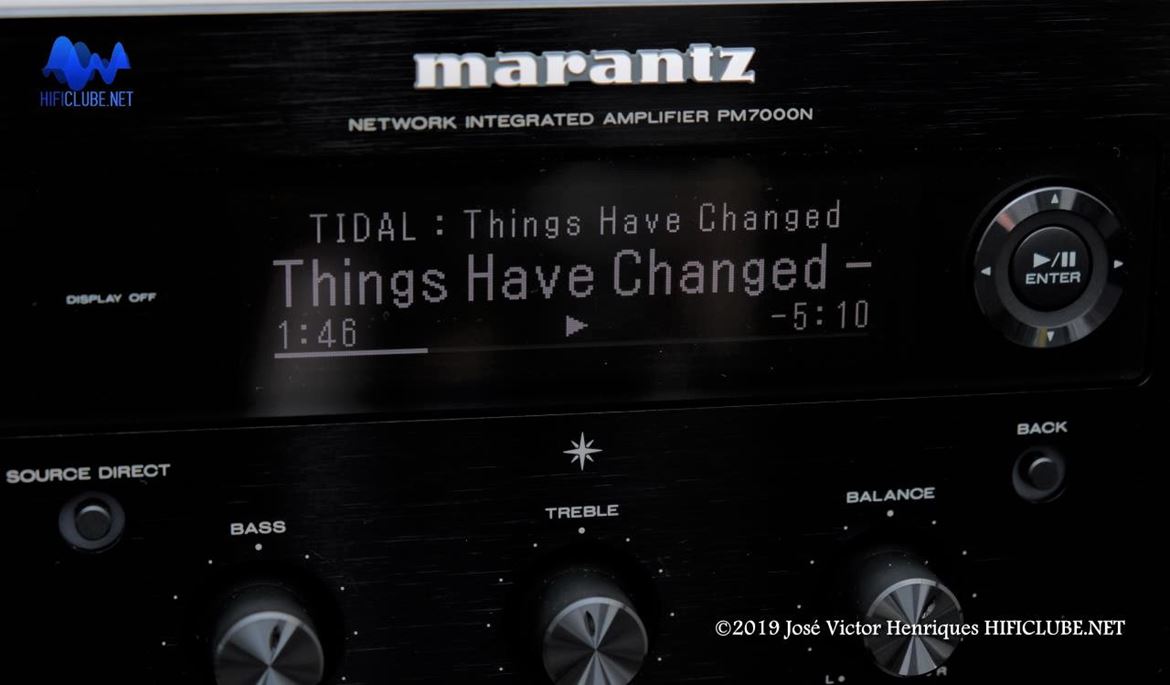 HIFICLUBE.NET
marantz
NETWORK INTEGRATED AMPLIFIER PM7000N
TIDAL : Things Have Changed
Things Have Changed –
1:46 -5:10
DISPLAY OFF
ENTER
BACK
SOURCE DIRECT
BASS
TREBLE
BALANCE
L R
©2019 José Victor Henriques HIFICLUBE.NET